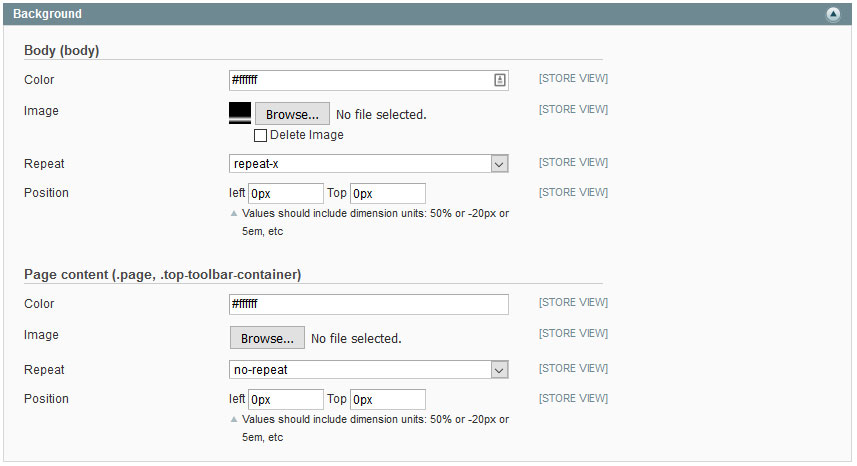 Background
Body (body)
Color #ffffff [STORE VIEW]
Image Browse... No file selected. [STORE VIEW]
Delete Image
Repeat repeat-x [STORE VIEW]
Position left 0px Top 0px [STORE VIEW]
Values should include dimension units: 50% or -20px or
5em, etc
Page content (.page, .top-toolbar-container)
Color #ffffff [STORE VIEW]
Image Browse... No file selected. [STORE VIEW]
Repeat no-repeat [STORE VIEW]
Position left 0px Top 0px [STORE VIEW]
Values should include dimension units: 50% or -20px or
5em, etc